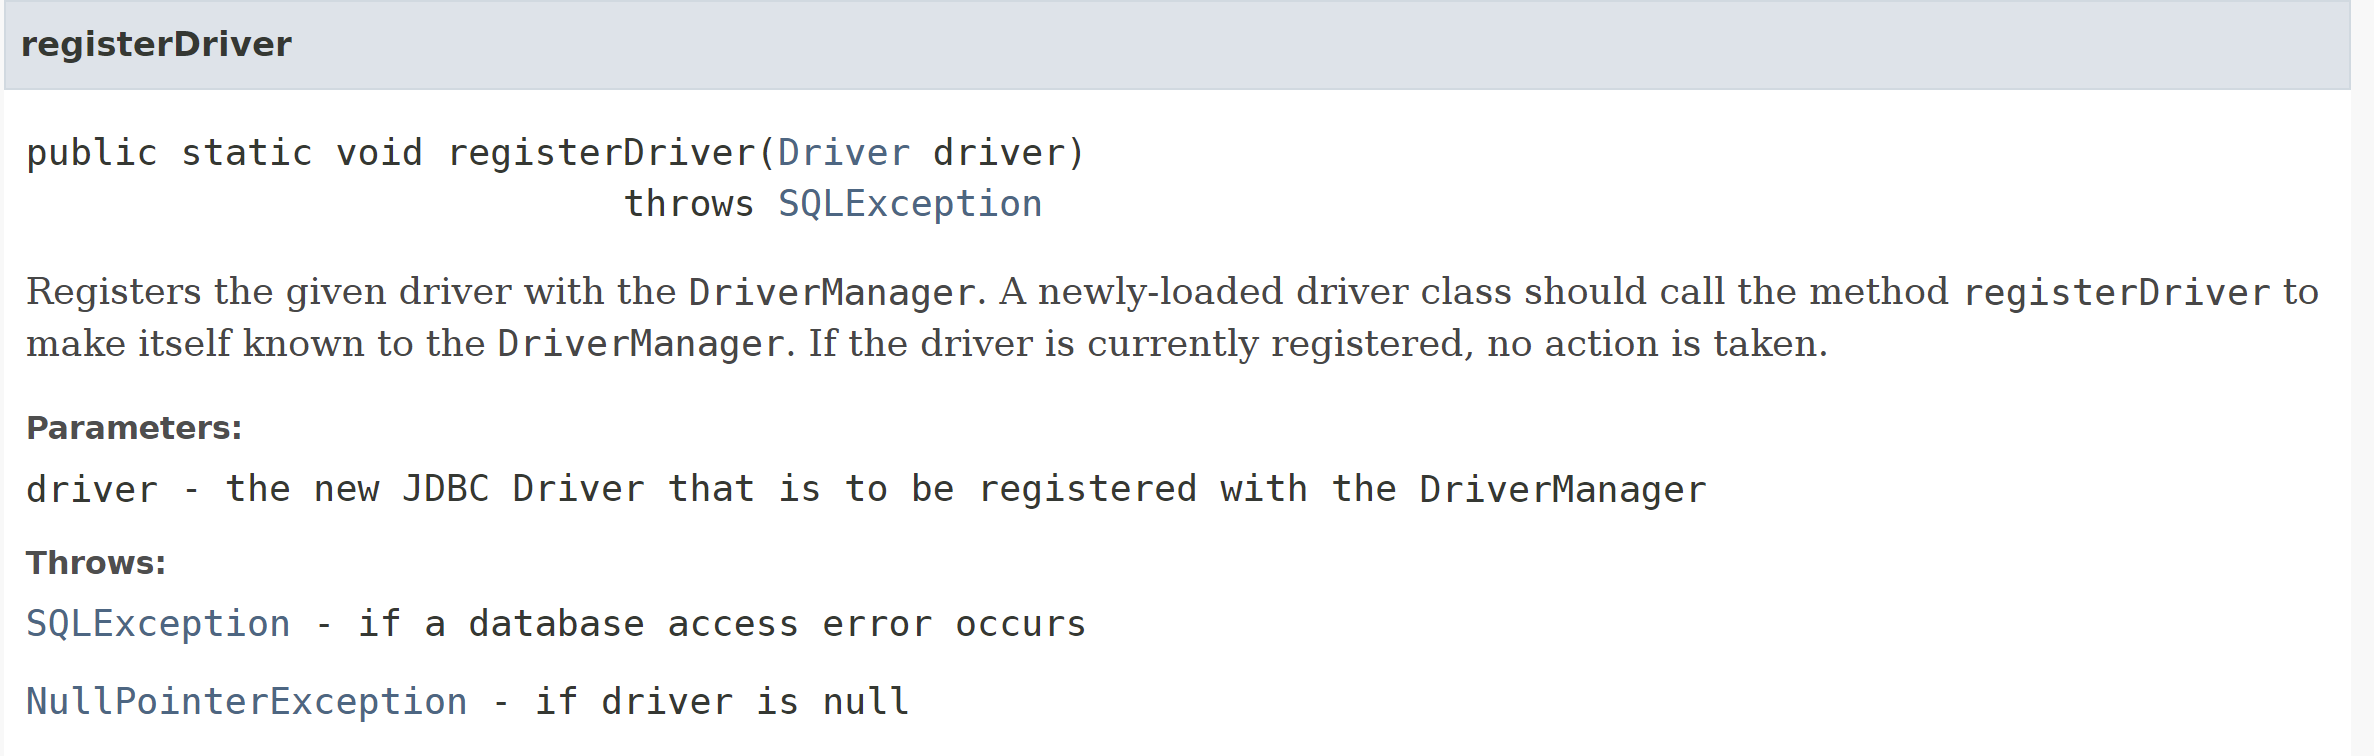 registerDriver
public static void registerDriver(Driver driver)
throws SQLException
Registers the given driver with the DriverManager. A newly-loaded driver class should call the method registerDriver to
make itself known to the DriverManager. If the driver is currently registered, no action is taken.
Parameters:
driver - the new JDBC Driver that is to be registered with the DriverManager
Throws:
SQLException - if a database access error occurs
NullPointerException - if driver is null